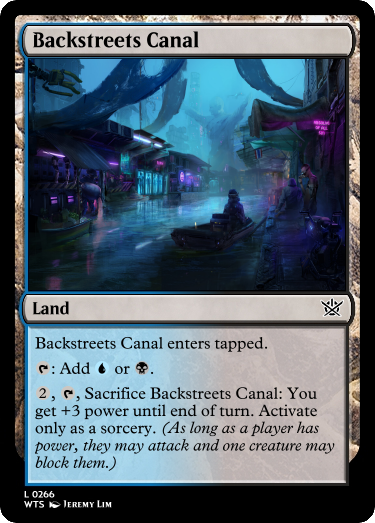 Backstreets Canal
Land
Backstreets Canal enters tapped.
: Add or .
2, , Sacrifice Backstreets Canal: You
get +3 power until end of turn. Activate
only as a sorcery. (As long as a player has
power, they may attack and one creature may
block them.)
L 0266
WTS Jeremy Lim